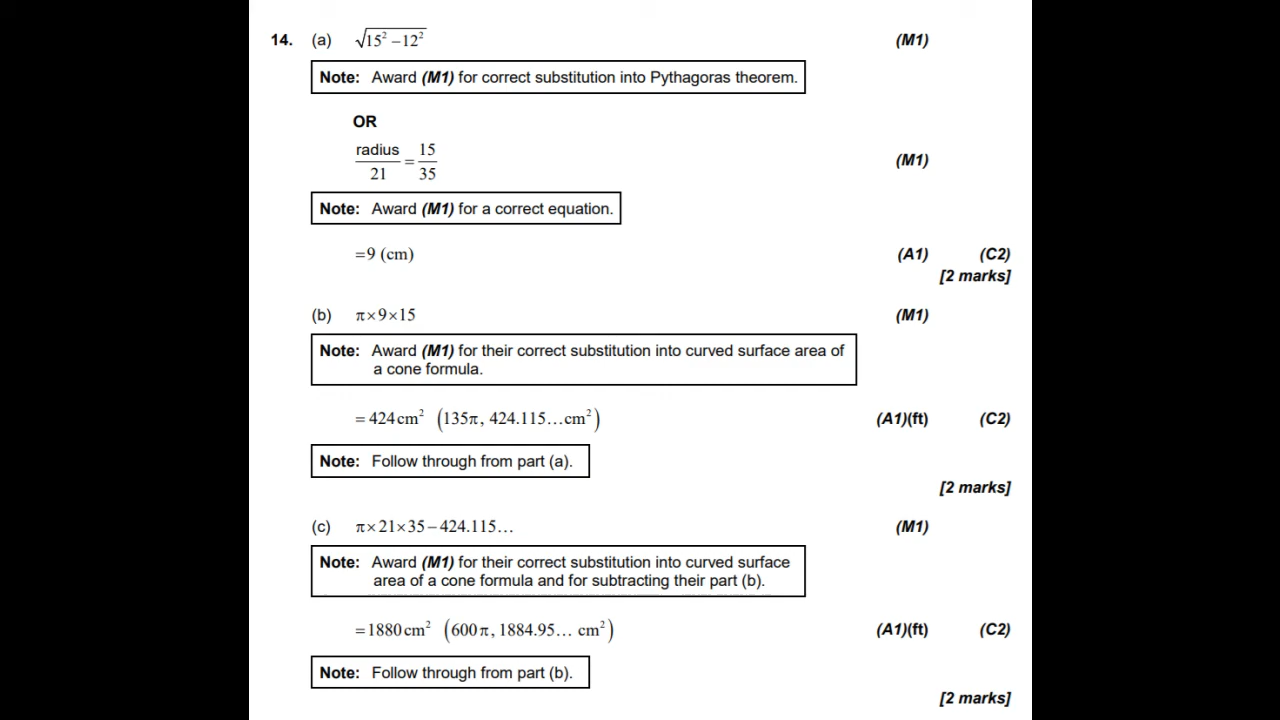 14. (a) √15² − 12² (M1)
Note: Award (M1) for correct substitution into Pythagoras theorem.
OR
radius/21 = 15/35 (M1)
Note: Award (M1) for a correct equation.
= 9 (cm) (A1) (C2)
[2 marks]
(b) π × 9 × 15 (M1)
Note: Award (M1) for their correct substitution into curved surface area of
a cone formula.
= 424 cm² (135π, 424.115… cm²) (A1)(ft) (C2)
Note: Follow through from part (a).
[2 marks]
(c) π × 21 × 35 − 424.115… (M1)
Note: Award (M1) for their correct substitution into curved surface
area of a cone formula and for subtracting their part (b).
= 1880 cm² (600π, 1884.95… cm²) (A1)(ft) (C2)
Note: Follow through from part (b).
[2 marks]